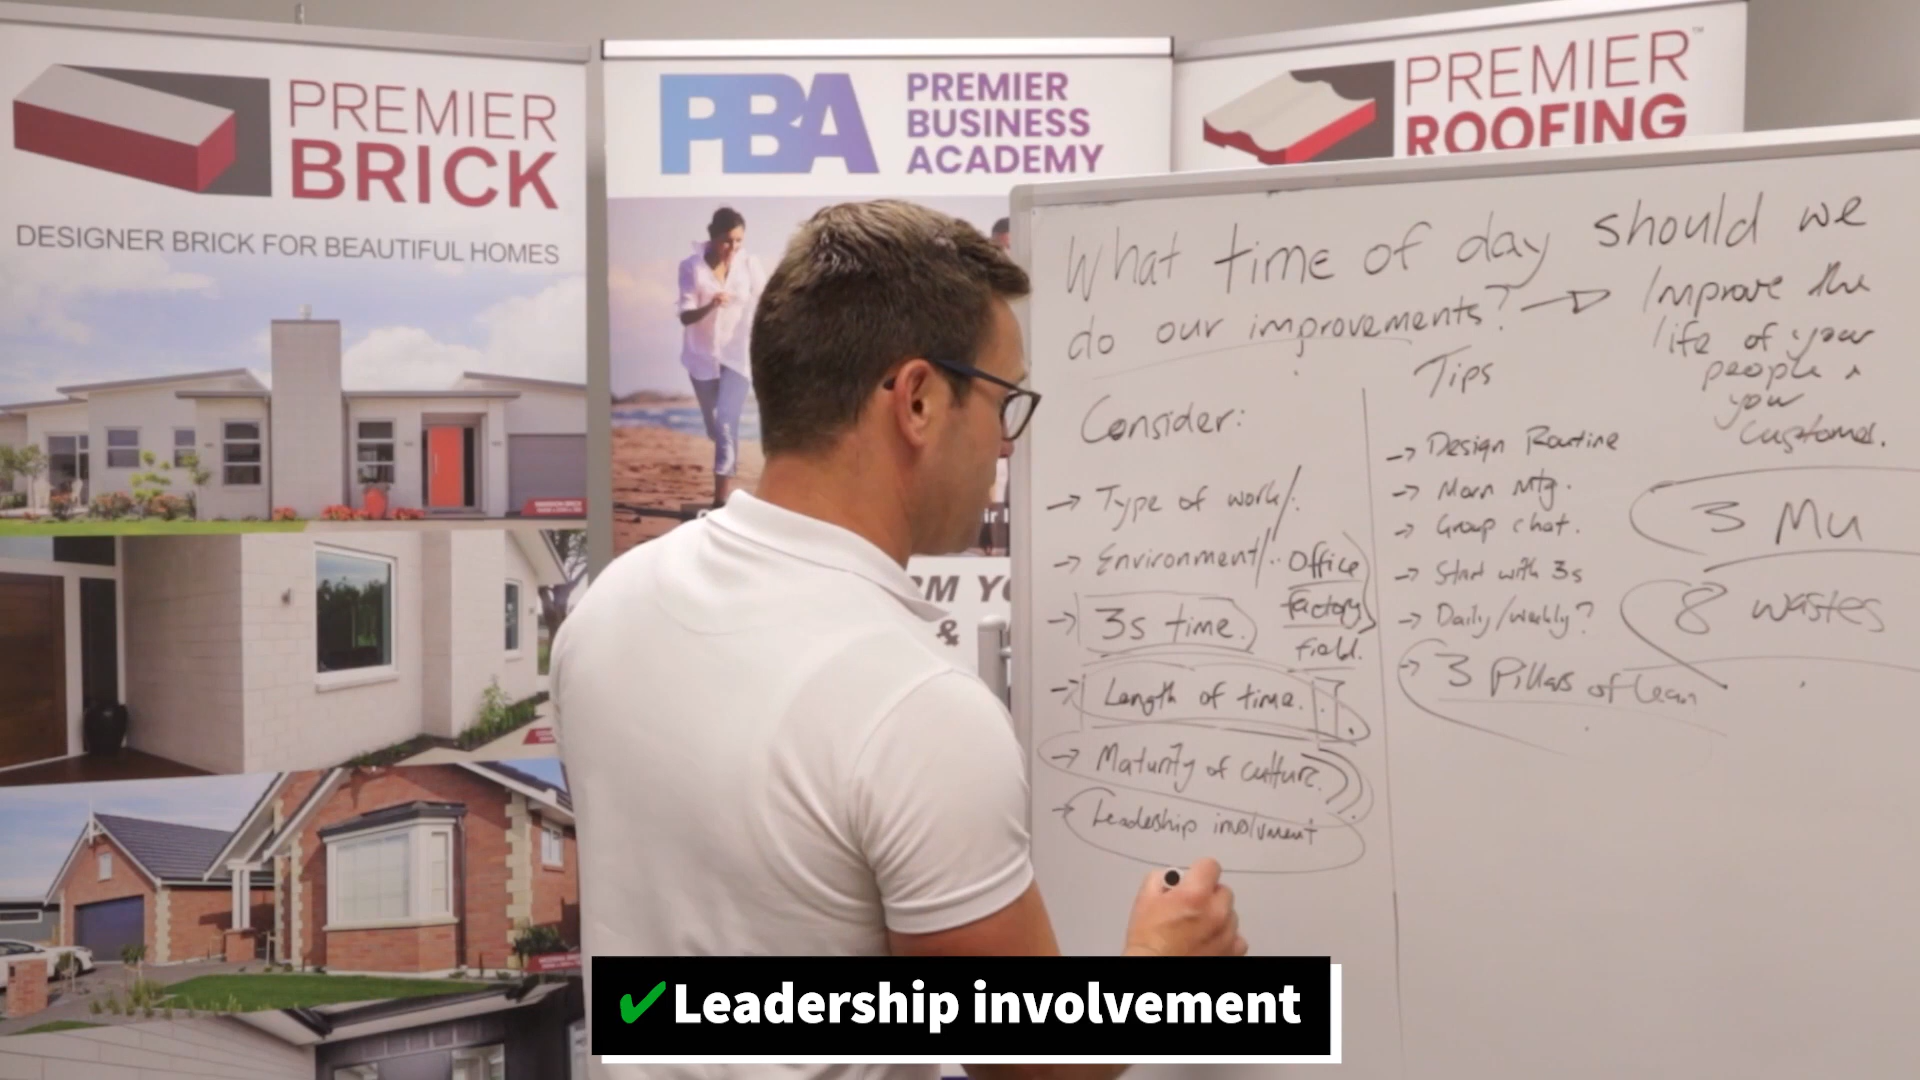 PREMIER
BRICK
DESIGNER BRICK FOR BEAUTIFUL HOMES
PBA
PREMIER
BUSINESS
ACADEMY
PREMIER™
ROOFING
What time of day should we
do our improvements?
Improve the
life of your
people &
your
customer.
Consider:
→ Type of work/.
→ Environment/.. Office
factory
field.
→ 3s time.
→ Length of time.
→ Maturity of culture.
→ Leadership involvment
Tips
→ Design Routine
→ Morn Mtg.
→ Group chat.
→ Start with 3s
→ Daily/weekly?
→ 3 Pillars of lean
3 Mu
8 wastes
&
✔Leadership involvement